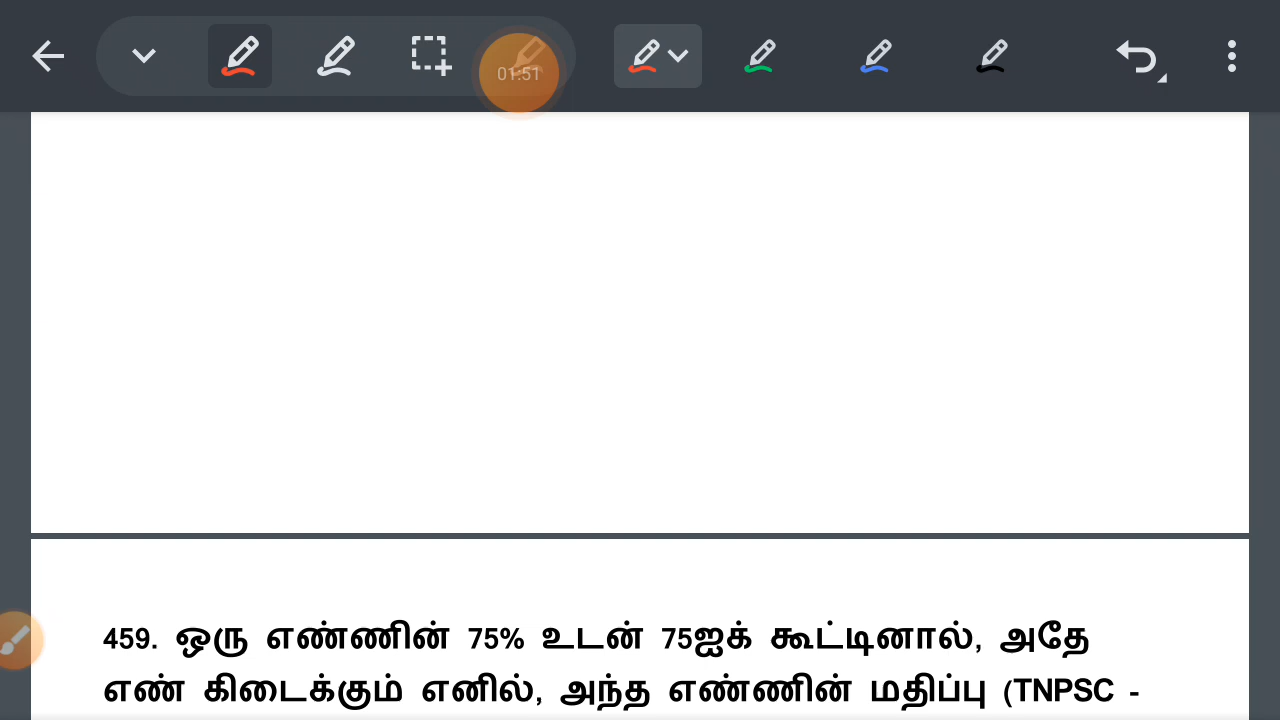 01:51
459. ஒரு எண்ணின் 75% உடன் 75ஐக் கூட்டினால், அதே
எண் கிடைக்கும் எனில், அந்த எண்ணின் மதிப்பு (TNPSC -